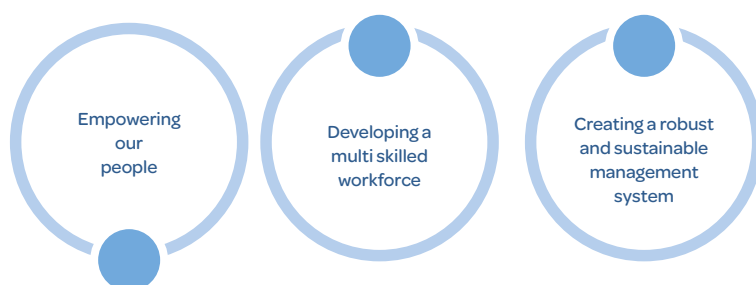 Empowering
our
people
Developing a
multi skilled
workforce
Creating a robust
and sustainable
management
system